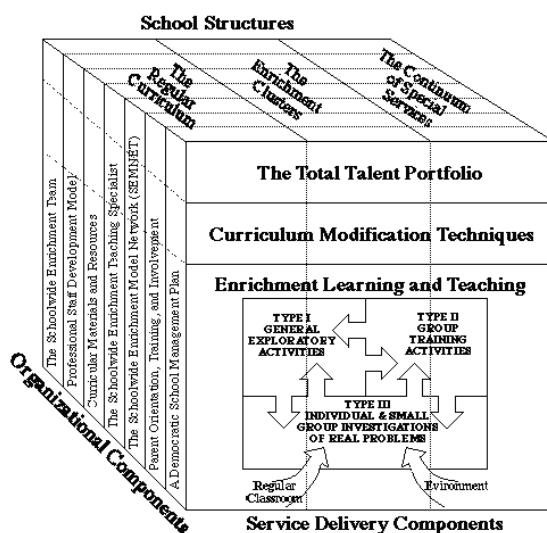 School Structures
The
Regular
Curriculum
The
Enrichment
Clusters
The Continuum
of Special
Services
The Total Talent Portfolio
Curriculum Modification Techniques
Enrichment Learning and Teaching
TYPE I
GENERAL
EXPLORATORY
ACTIVITIES
TYPE II
GROUP
TRAINING
ACTIVITIES
TYPE III
INDIVIDUAL & SMALL
GROUP INVESTIGATIONS
OF REAL PROBLEMS
Regular
Classroom
Evironment
Service Delivery Components
The Schoolwide Enrichment Team
Professional Staff Development Model
Curricular Materials and Resources
The Schoolwide Enrichment Teaching Specialist
The Schoolwide Enrichment Model Network (SEMNET)
Parent Orientation, Training, and Involvement
A Democratic School Management Plan
Organizational Components